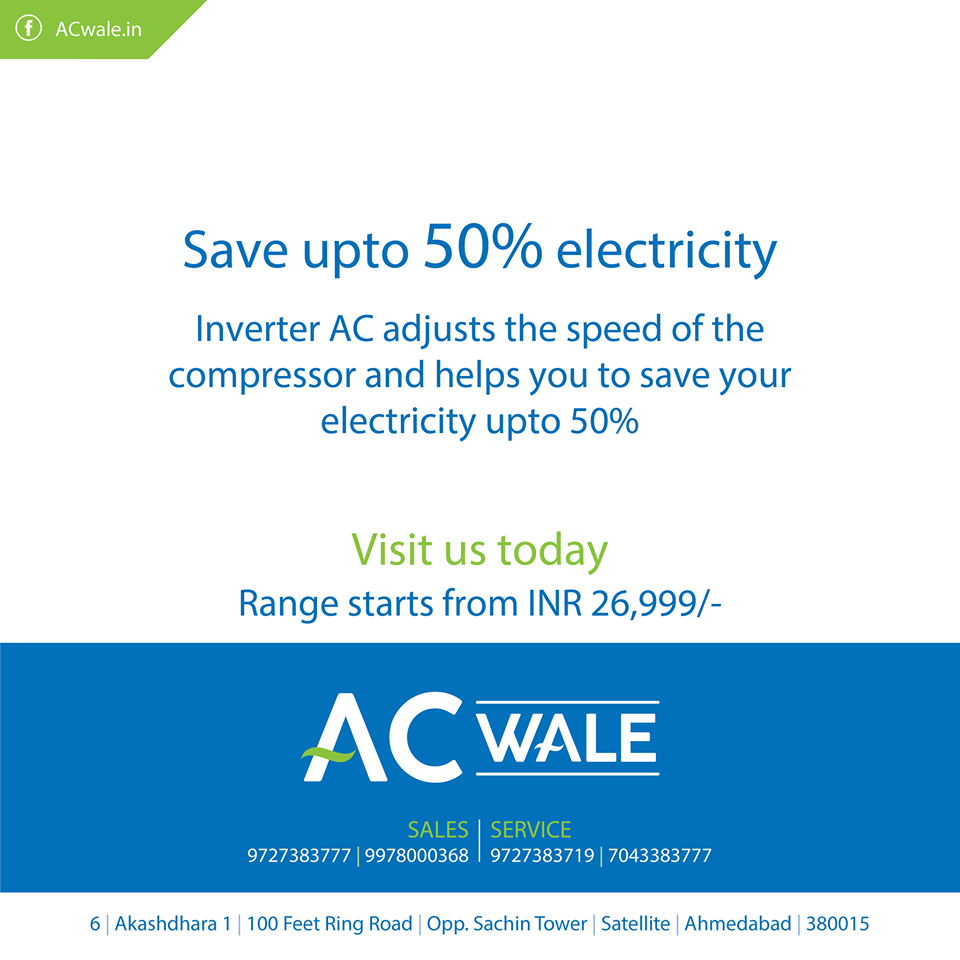 ACwale.in
Save upto 50% electricity
Inverter AC adjusts the speed of the
compressor and helps you to save your
electricity upto 50%
Visit us today
Range starts from INR 26,999/-
AC WALE
SALES | SERVICE
9727383777 | 9978000368 | 9727383719 | 7043383777
6 | Akashdhara 1 | 100 Feet Ring Road | Opp. Sachin Tower | Satellite | Ahmedabad | 380015